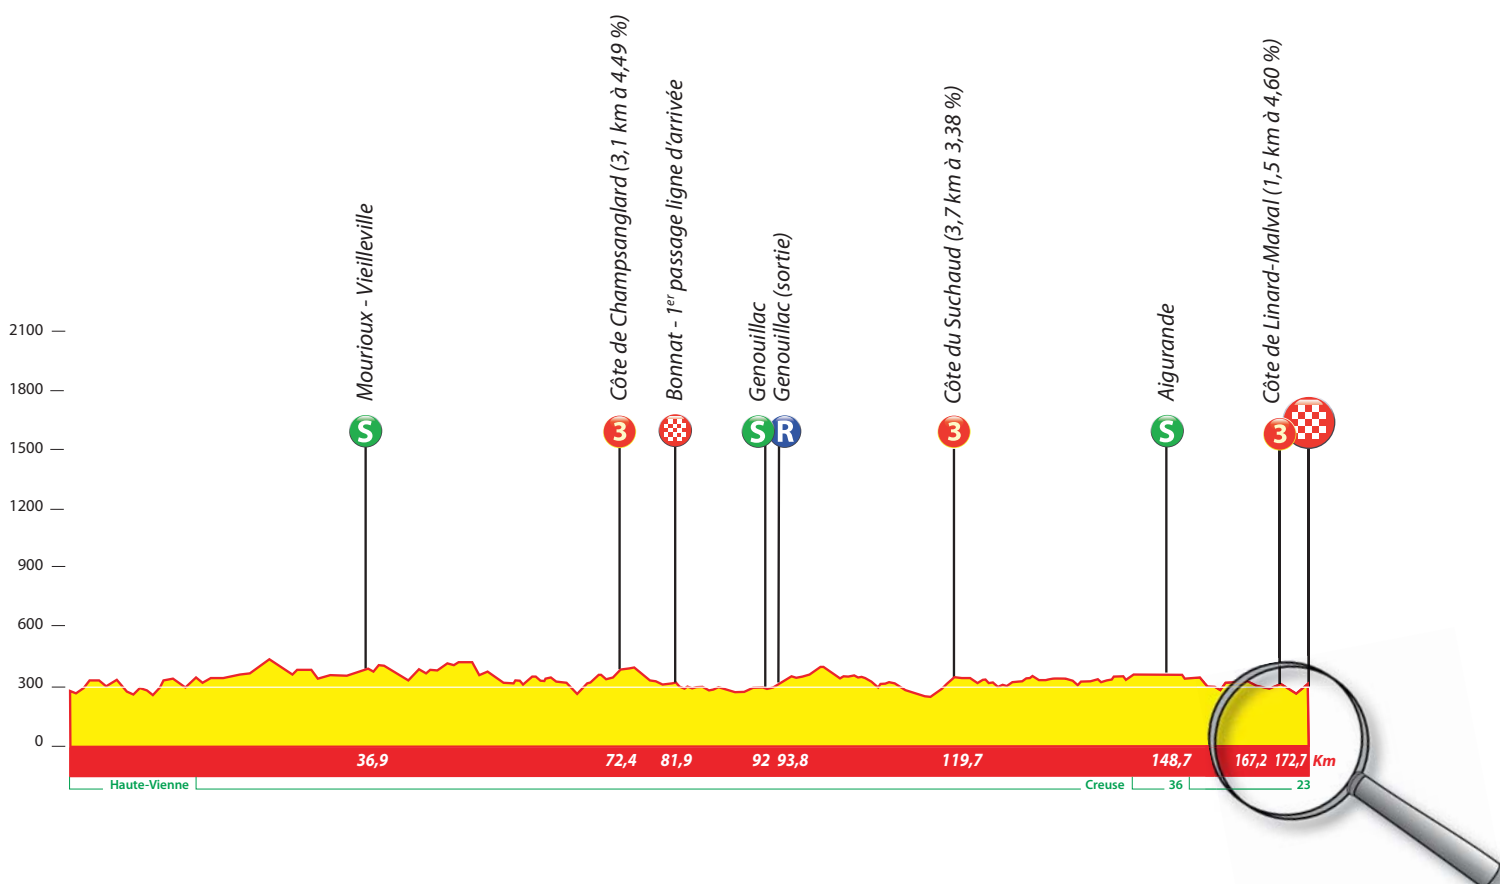 Mourioux - Vieilleville
Côte de Champsanglard (3,1 km à 4,49 %)
Bonnat - 1er passage ligne d'arrivée
Genouillac
Genouillac (sortie)
Côte du Suchaud (3,7 km à 3,38 %)
Aigurande
Côte de Linard-Malval (1,5 km à 4,60 %)
S 3 S R 3 S 3
2100
1800
1500
1200
900
600
300
0
36,9 72,4 81,9 92 93,8 119,7 148,7 167,2 172,7 Km
Haute-Vienne Creuse 36 23